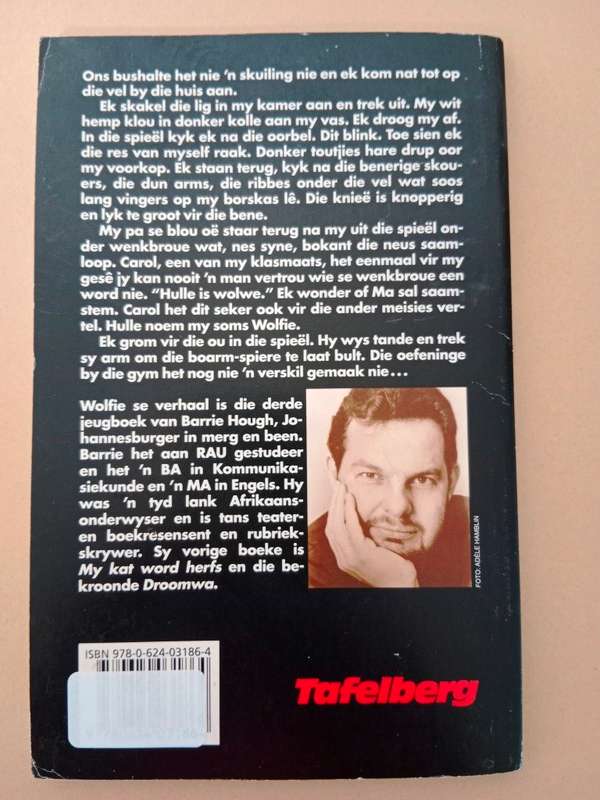 Ons bushalte het nie 'n skuiling nie en ek kom nat tot op
die vel by die huis aan.
Ek skakel die lig in my kamer aan en trek uit. My wit
hemp klou in donker kolle aan my vas. Ek droog my af.
In die spieël kyk ek na die oorbel. Dit blink. Toe sien ek
die res van myself raak. Donker toutjies hare drup oor
my voorkop. Ek staan terug, kyk na die benerige skou-
ers, die dun arms, die ribbes onder die vel wat soos
lang vingers op my borskas lê. Die knieë is knopperig
en lyk te groot vir die bene.
My pa se blou oë staar terug na my uit die spieël on-
der wenkbroue wat, nes syne, bokant die neus saam-
loop. Carol, een van my klasmaats, het eenmaal vir my
gesê jy kan nooit 'n man vertrou wie se wenkbroue een
word nie. "Hulle is wolwe." Ek wonder of Ma sal saam-
stem. Carol het dit seker ook vir die ander meisies ver-
tel. Hulle noem my soms Wolfie.
Ek grom vir die ou in die spieël. Hy wys tande en trek
sy arm om die boarm-spiere te laat bult. Die oefeninge
by die gym het nog nie 'n verskil gemaak nie...
Wolfie se verhaal is die derde
jeugboek van Barrie Hough, Jo-
hannesburger in merg en been.
Barrie het aan RAU gestudeer
en het 'n BA in Kommunika-
siekunde en 'n MA in Engels. Hy
was 'n tyd lank Afrikaans-
onderwyser en is tans teater-
en boekresensent en rubriek-
skrywer. Sy vorige boeke is
My kat word herfs en die be-
kroonde Droomwa.
FOTO: ADÈLE HAMBLIN
ISBN 978-0-624-03186-4
Tafelberg